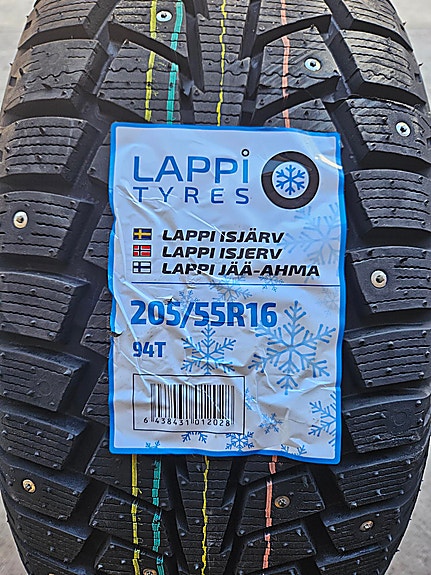 LAPPi
TYRES
LAPPI ISJÄRV
LAPPI ISJERV
LAPPI JÄÄ-AHMA
205/55R16
94T
6 438431 012028